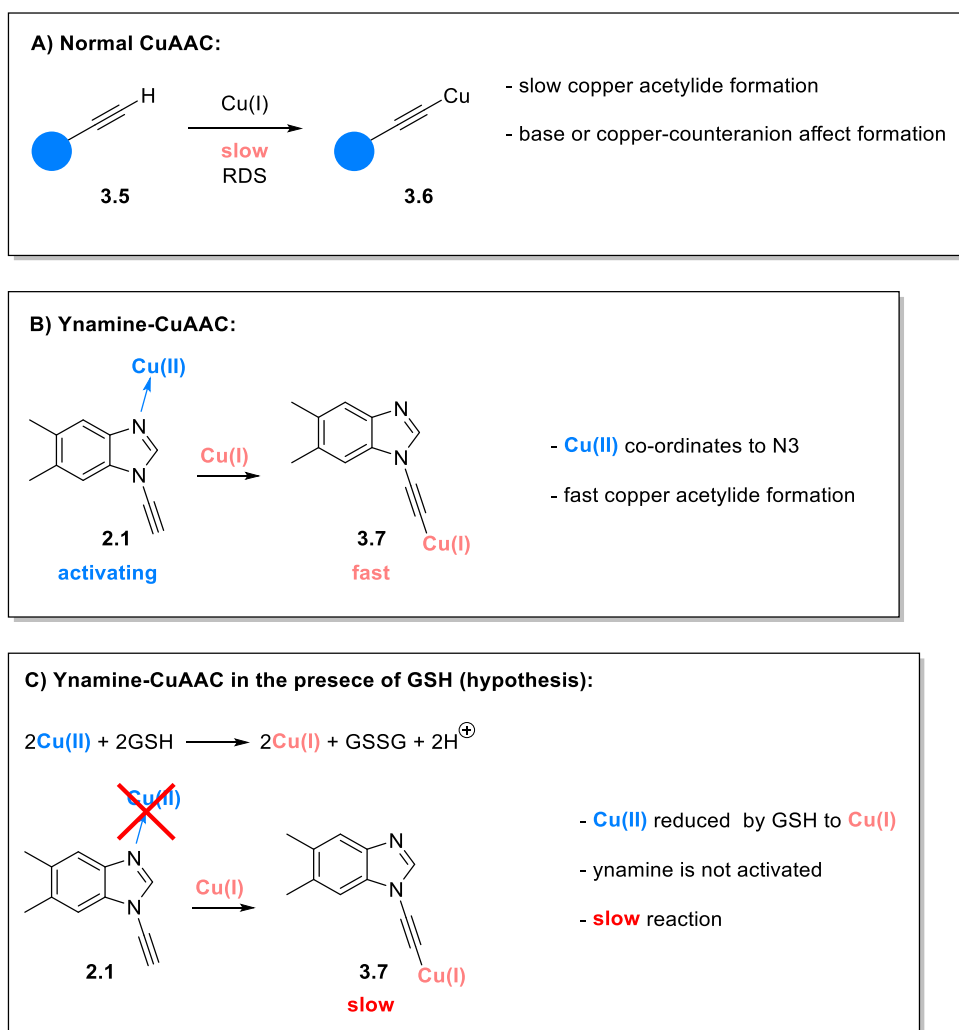 A) Normal CuAAC:
H
Cu
Cu(I)
slow
RDS
3.5
3.6
- slow copper acetylide formation
- base or copper-counteranion affect formation
B) Ynamine-CuAAC:
Cu(II)
N
N
2.1
activating
Cu(I)
N
N
Cu(I)
3.7
fast
- Cu(II) co-ordinates to N3
- fast copper acetylide formation
C) Ynamine-CuAAC in the presece of GSH (hypothesis):
2Cu(II) + 2GSH 2Cu(I) + GSSG + 2H⊕
Cu(II)
N
N
2.1
Cu(I)
N
N
Cu(I)
3.7
slow
- Cu(II) reduced by GSH to Cu(I)
- ynamine is not activated
- slow reaction